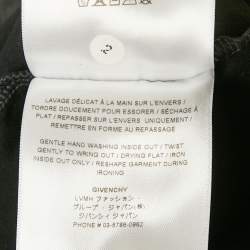 LAVAGE DÉLICAT À LA MAIN SUR L'ENVERS /
TORDRE DOUCEMENT POUR ESSORER / SÉCHAGE À
PLAT / REPASSER SUR L'ENVERS UNIQUEMENT /
REMETTRE EN FORME AU REPASSAGE
GENTLE HAND WASHING INSIDE OUT / TWIST
GENTLY TO WRING OUT / DRYING FLAT / IRON
INSIDE OUT ONLY / RESHAPE GARMENT DURING
IRONING
GIVENCHY
LVMH ファッション
グループ・ジャパン(株)
ジバンシィ ジャパン
PHONE # 03-5786-0962